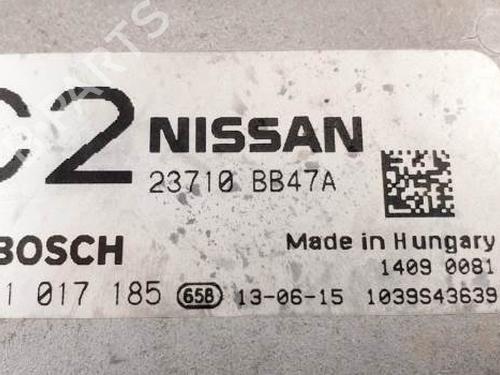 C2
NISSAN
23710 BB47A
BOSCH
Made in Hungary
1409 0081
1 017 185 658 13-06-15 1039S43639